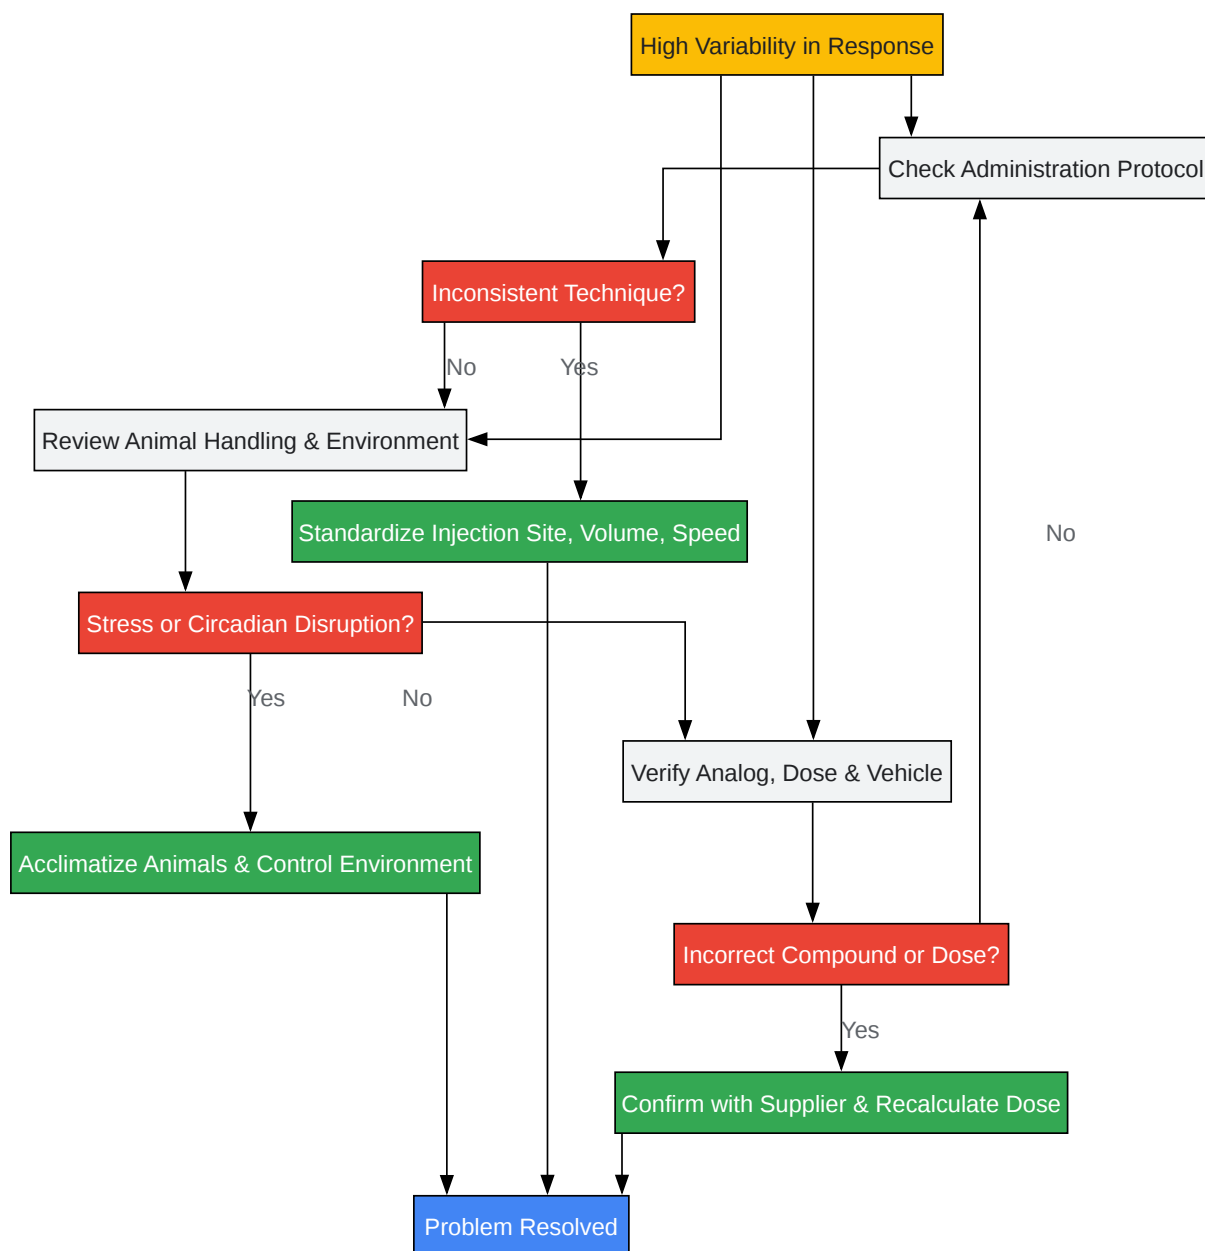 High Variability in Response
Check Administration Protocol
Inconsistent Technique?
No
Yes
Review Animal Handling & Environment
Standardize Injection Site, Volume, Speed
No
Stress or Circadian Disruption?
Yes
No
Verify Analog, Dose & Vehicle
Acclimatize Animals & Control Environment
Incorrect Compound or Dose?
Yes
Confirm with Supplier & Recalculate Dose
Problem Resolved